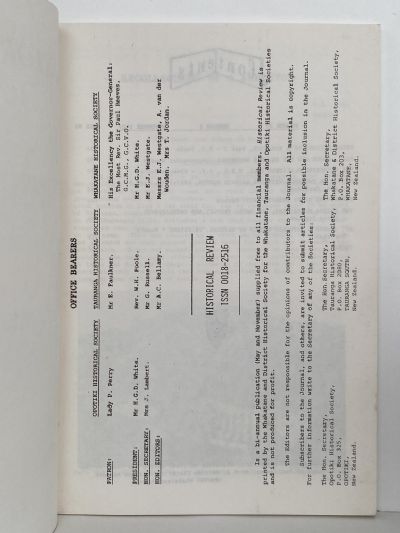 OFFICE BEARERS
OPOTIKI HISTORICAL SOCIETY TAURANGA HISTORICAL SOCIETY WHAKATANE HISTORICAL SOCIETY
PATRON: Lady P. Perry Mr E. Faulkner. His Excellency the Governor-General:
The Most Rev. Sir Paul Reeves,
G.C.M.G., G.C.V.O.
PRESIDENT: Mr H.G.D. White. Rev. W.H. Poole. Mr H.G.D. White.
HON. SECRETARY: Mrs J. Lambert. Mr G. Russell. Mr E.J. Westgate.
HON. EDITORS: Mr A.C. Bellamy. Messrs E.J. Westgate, A. van der
Wouden, Mrs T. Jordan.
HISTORICAL REVIEW
ISSN 0018-2516
Is a bi-annual publication (May and November) supplied free to all financial members. Historical Review is
printed by the Whakatane and District Historical Society for the Whakatane, Tauranga and Opotiki Historical Societies
and is not produced for profit.
The Editors are not responsible for the opinions of contributors to the Journal. All material is copyright.
Subscribers to the Journal, and others, are invited to submit articles for possible inclusion in the Journal.
For further information write to the Secretary of any of the Societies:
The Hon. Secretary, The Hon Secretary, The Hon. Secretary,
Opotiki Historical Society, Tauranga Historical Society, Whakatane & District Historical Society,
P.O. Box 325, P.O. Box P.O. Box 203,
OPOTIKI, TAURANGA SOUTH, WHAKATANE,
New Zealand. New Zealand. New Zealand.